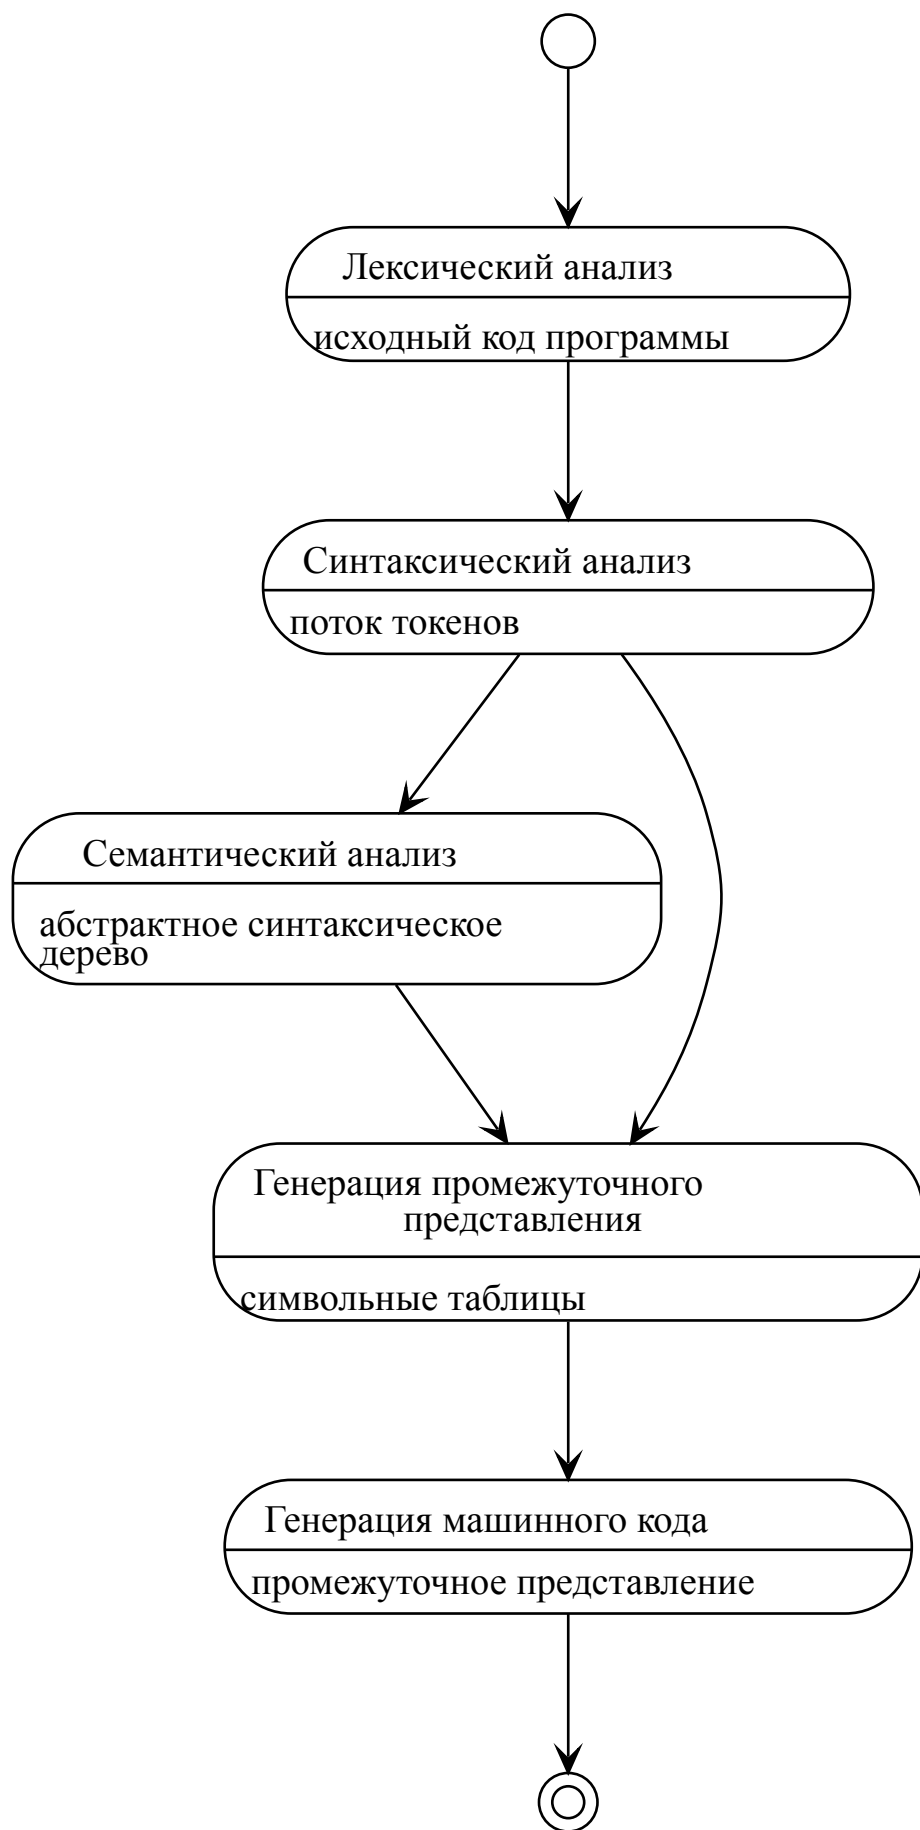 Лексический анализ
исходный код программы
Синтаксический анализ
поток токенов
Семантический анализ
абстрактное синтаксическое
дерево
Генерация промежуточного
представления
символьные таблицы
Генерация машинного кода
промежуточное представление